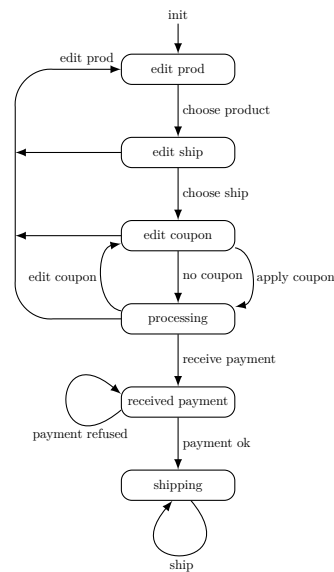 init
edit prod
edit prod
choose product
edit ship
choose ship
edit coupon
edit coupon
no coupon
apply coupon
processing
receive payment
received payment
payment refused
payment ok
shipping
ship